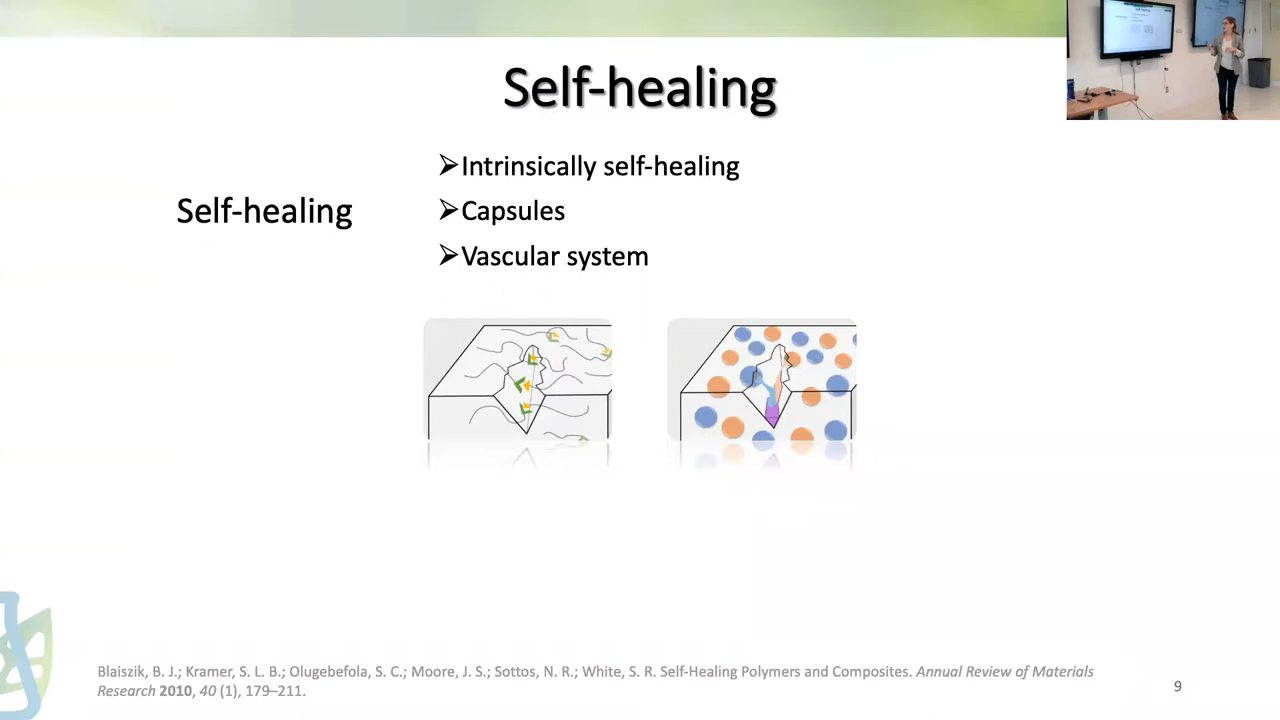 Self-healing
Self-healing
➢Intrinsically self-healing
➢Capsules
➢Vascular system
Blaiszik, B. J.; Kramer, S. L. B.; Olugebefola, S. C.; Moore, J. S.; Sottos, N. R.; White, S. R. Self-Healing Polymers and Composites. Annual Review of Materials
Research 2010, 40 (1), 179–211.
9